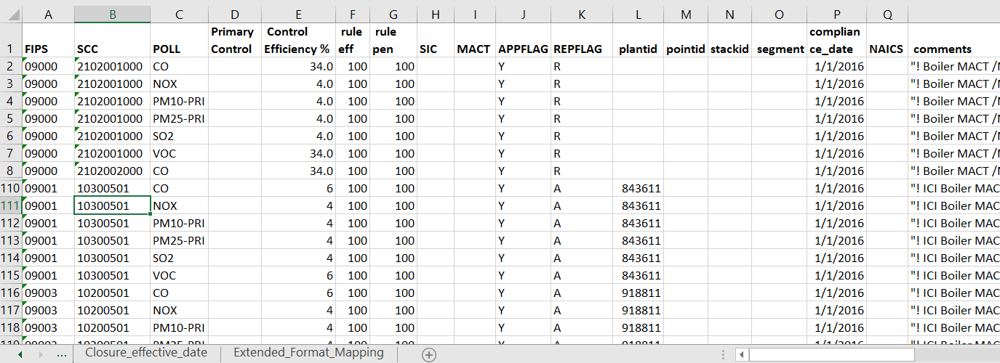 A B C D E F G H I J K L M N O P Q
Primary Control rule rule complian
1 FIPS SCC POLL Control Efficiency % eff pen SIC MACT APPFLAG REPFLAG plantid pointid stackid segment ce_date NAICS comments
2 09000 2102001000 CO 34.0 100 100 Y R 1/1/2016 "! Boiler MACT /
3 09000 2102001000 NOX 4.0 100 100 Y R 1/1/2016 "! Boiler MACT /
4 09000 2102001000 PM10-PRI 4.0 100 100 Y R 1/1/2016 "! Boiler MACT /
5 09000 2102001000 PM25-PRI 4.0 100 100 Y R 1/1/2016 "! Boiler MACT /
6 09000 2102001000 SO2 4.0 100 100 Y R 1/1/2016 "! Boiler MACT /
7 09000 2102001000 VOC 34.0 100 100 Y R 1/1/2016 "! Boiler MACT /
8 09000 2102002000 CO 34.0 100 100 Y R 1/1/2016 "! Boiler MACT /
110 09001 10300501 CO 6 100 100 Y A 843611 1/1/2016 "! ICI Boiler MAC
111 09001 10300501 NOX 4 100 100 Y A 843611 1/1/2016 "! ICI Boiler MAC
112 09001 10300501 PM10-PRI 4 100 100 Y A 843611 1/1/2016 "! ICI Boiler MAC
113 09001 10300501 PM25-PRI 4 100 100 Y A 843611 1/1/2016 "! ICI Boiler MAC
114 09001 10300501 SO2 4 100 100 Y A 843611 1/1/2016 "! ICI Boiler MAC
115 09001 10300501 VOC 6 100 100 Y A 843611 1/1/2016 "! ICI Boiler MAC
116 09003 10200501 CO 6 100 100 Y A 918811 1/1/2016 "! ICI Boiler MAC
117 09003 10200501 NOX 4 100 100 Y A 918811 1/1/2016 "! ICI Boiler MAC
118 09003 10200501 PM10-PRI 4 100 100 Y A 918811 1/1/2016 "! ICI Boiler MAC
... Closure_effective_date Extended_Format_Mapping